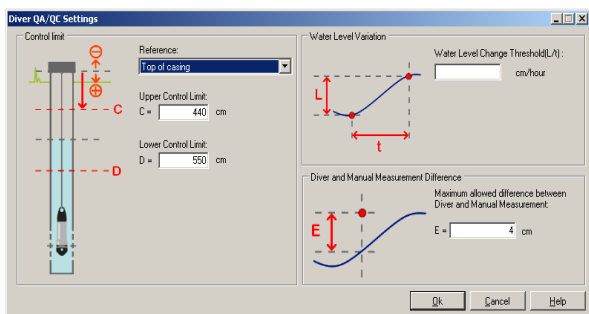 Diver QA/QC Settings
Control limit
Reference:
Top of casing
Upper Control Limit:
C = 440 cm
Lower Control Limit:
D = 550 cm
C
D
Water Level Variation
Water Level Change Threshold(L/t) :
cm/hour
L
t
Diver and Manual Measurement Difference
Maximum allowed difference between
Diver and Manual Measurement:
E = 4 cm
E
Ok Cancel Help